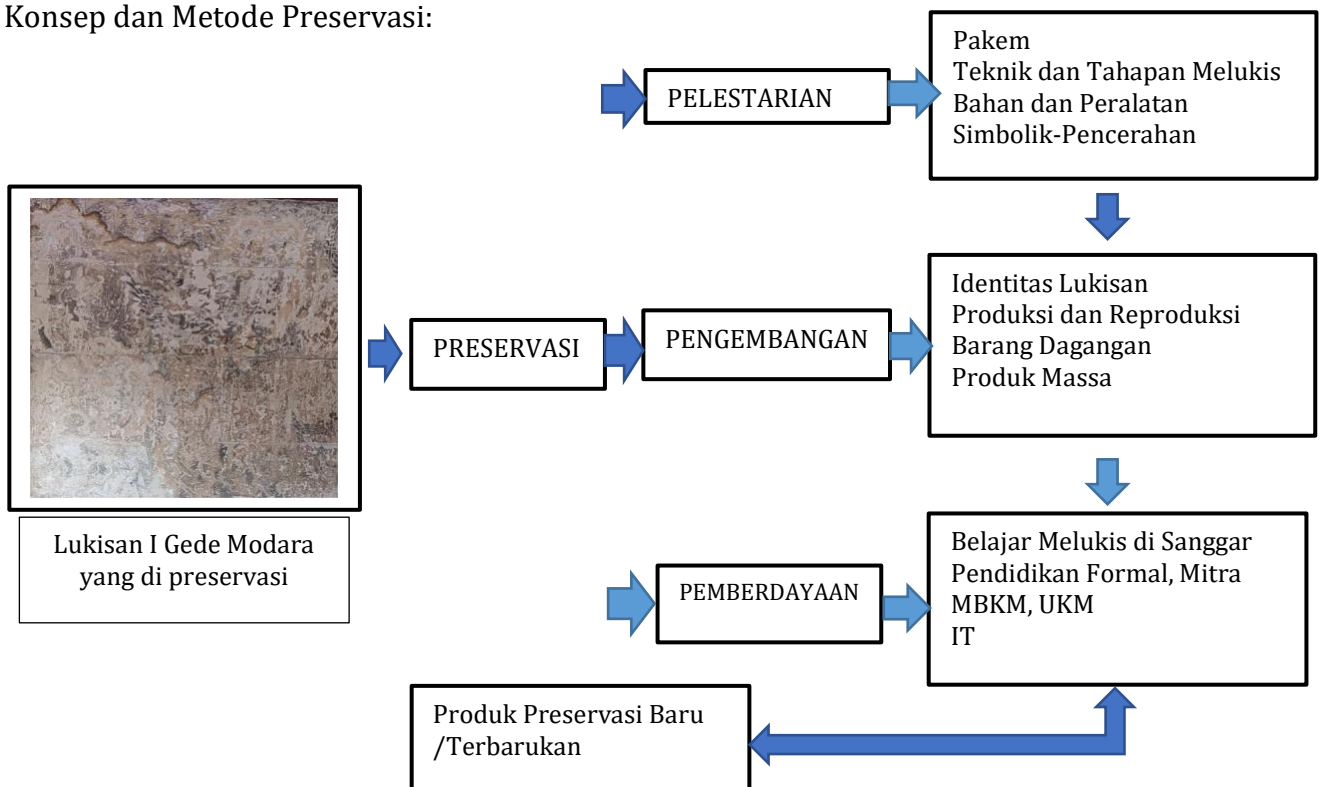 Konsep dan Metode Preservasi:
PELESTARIAN
Pakem
Teknik dan Tahapan Melukis
Bahan dan Peralatan
Simbolik-Pencerahan
PRESERVASI
PENGEMBANGAN
Identitas Lukisan
Produksi dan Reproduksi
Barang Dagangan
Produk Massa
Lukisan I Gede Modara
yang di preservasi
PEMBERDAYAAN
Belajar Melukis di Sanggar
Pendidikan Formal, Mitra
MBKM, UKM
IT
Produk Preservasi Baru
/Terbarukan